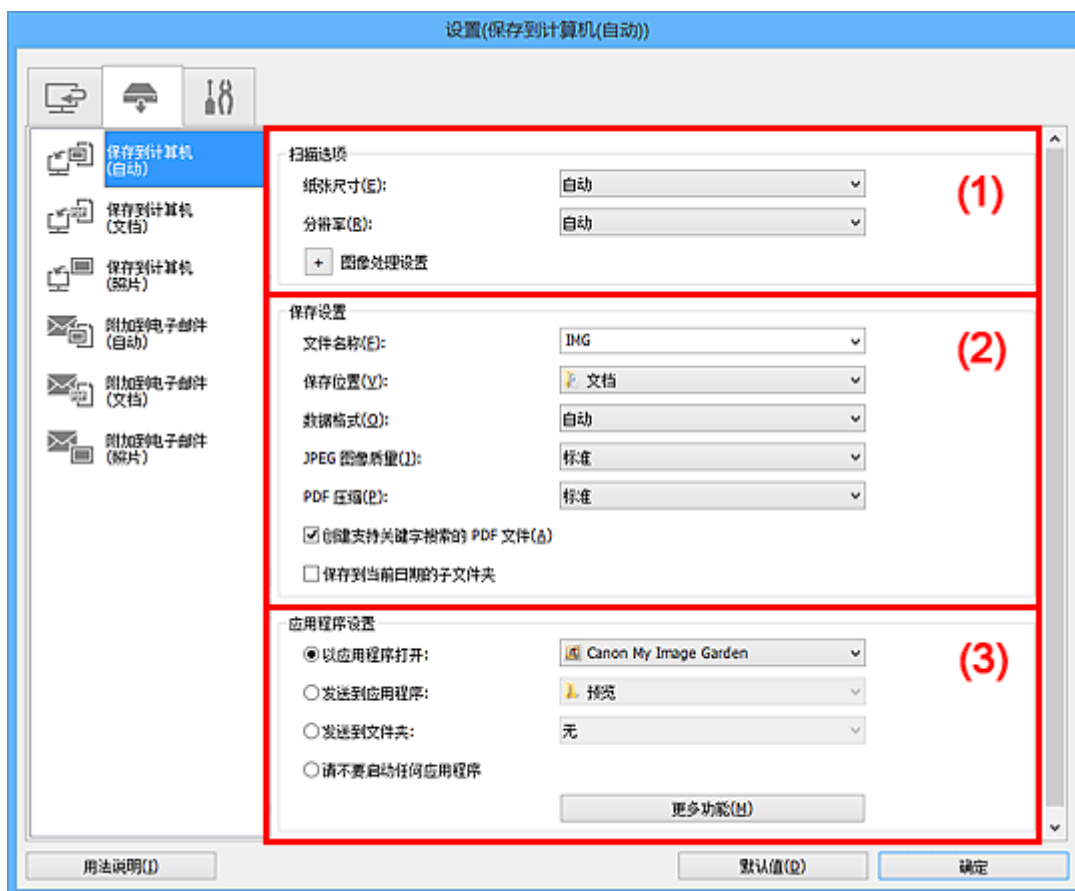 设置(保存到计算机(自动))
保存到计算机
(自动)
保存到计算机
(文档)
保存到计算机
(照片)
附加到电子邮件
(自动)
附加到电子邮件
(文档)
附加到电子邮件
(照片)
扫描选项
纸张尺寸(E): 自动
分辨率(R): 自动
+ 图像处理设置
(1)
保存设置
文件名称(F): IMG
保存位置(V): 文档
数据格式(O): 自动
JPEG 图像质量(J): 标准
PDF 压缩(P): 标准
创建支持关键字搜索的 PDF 文件(A)
保存到当前日期的子文件夹
(2)
应用程序设置
以应用程序打开: Canon My Image Garden
发送到应用程序: 预览
发送到文件夹: 无
请不要启动任何应用程序
更多功能(M)
(3)
用法说明(I) 默认值(D) 确定